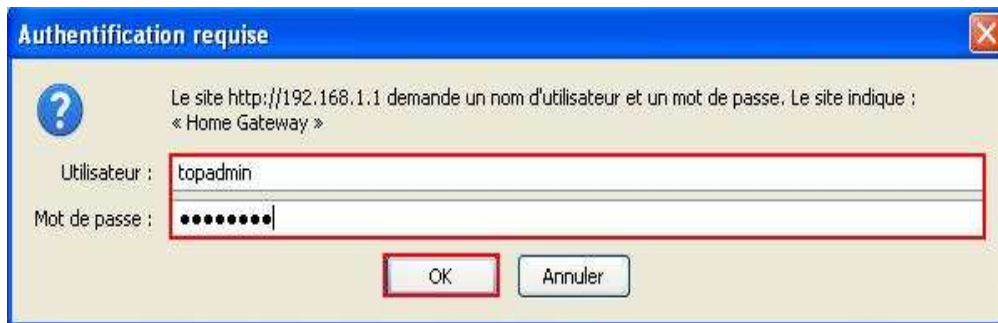 Authentification requise
Le site http://192.168.1.1 demande un nom d'utilisateur et un mot de passe. Le site indique :
« Home Gateway »
Utilisateur : topadmin
Mot de passe : ●●●●●●●●
OK Annuler